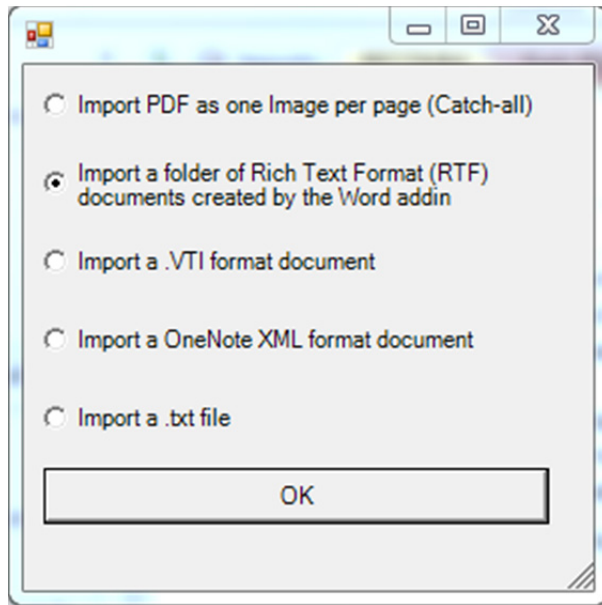 Import PDF as one Image per page (Catch-all)
Import a folder of Rich Text Format (RTF)
documents created by the Word addin
Import a .VTI format document
Import a OneNote XML format document
Import a .txt file
OK